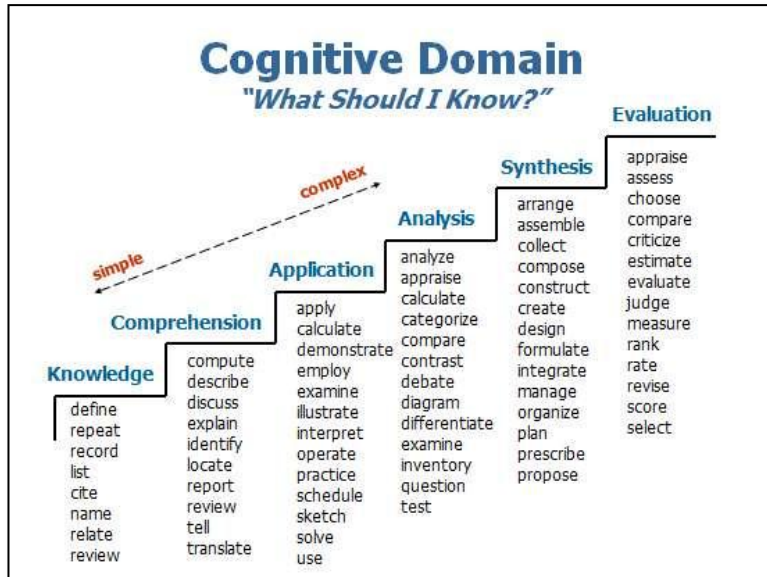 Cognitive Domain
“What Should I Know?”
simple
complex
Knowledge
define
repeat
record
list
cite
name
relate
review
Comprehension
compute
describe
discuss
explain
identify
locate
report
review
tell
translate
Application
apply
calculate
demonstrate
employ
examine
illustrate
interpret
operate
practice
schedule
sketch
solve
use
Analysis
analyze
appraise
calculate
categorize
compare
contrast
debate
diagram
differentiate
examine
inventory
question
test
Synthesis
arrange
assemble
collect
compose
construct
create
design
formulate
integrate
manage
organize
plan
prescribe
propose
Evaluation
appraise
assess
choose
compare
criticize
estimate
evaluate
judge
measure
rank
rate
revise
score
select